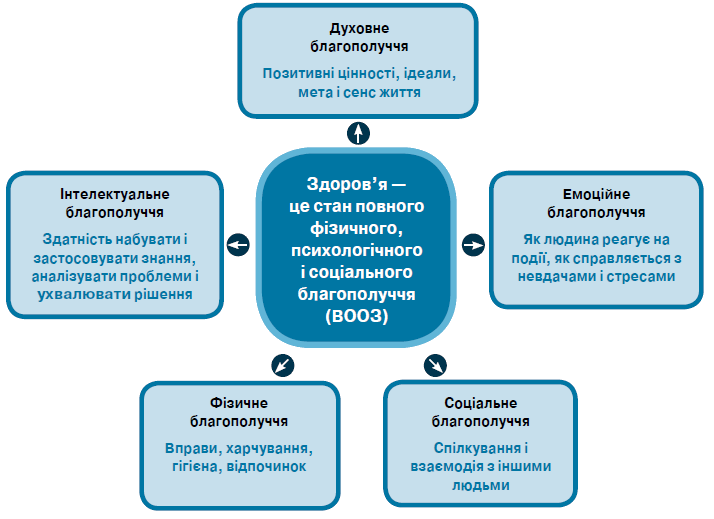 Духовне
благополуччя
Позитивні цінності, ідеали,
мета і сенс життя
Інтелектуальне
благополуччя
Здатність набувати і
застосовувати знання,
аналізувати проблеми і
ухвалювати рішення
Здоров’я —
це стан повного
фізичного,
психологічного
і соціального
благополуччя
(ВООЗ)
Емоційне
благополуччя
Як людина реагує на
події, як справляється з
невдачами і стресами
Фізичне
благополуччя
Вправи, харчування,
гігієна, відпочинок
Соціальне
благополуччя
Спілкування і
взаємодія з іншими
людьми